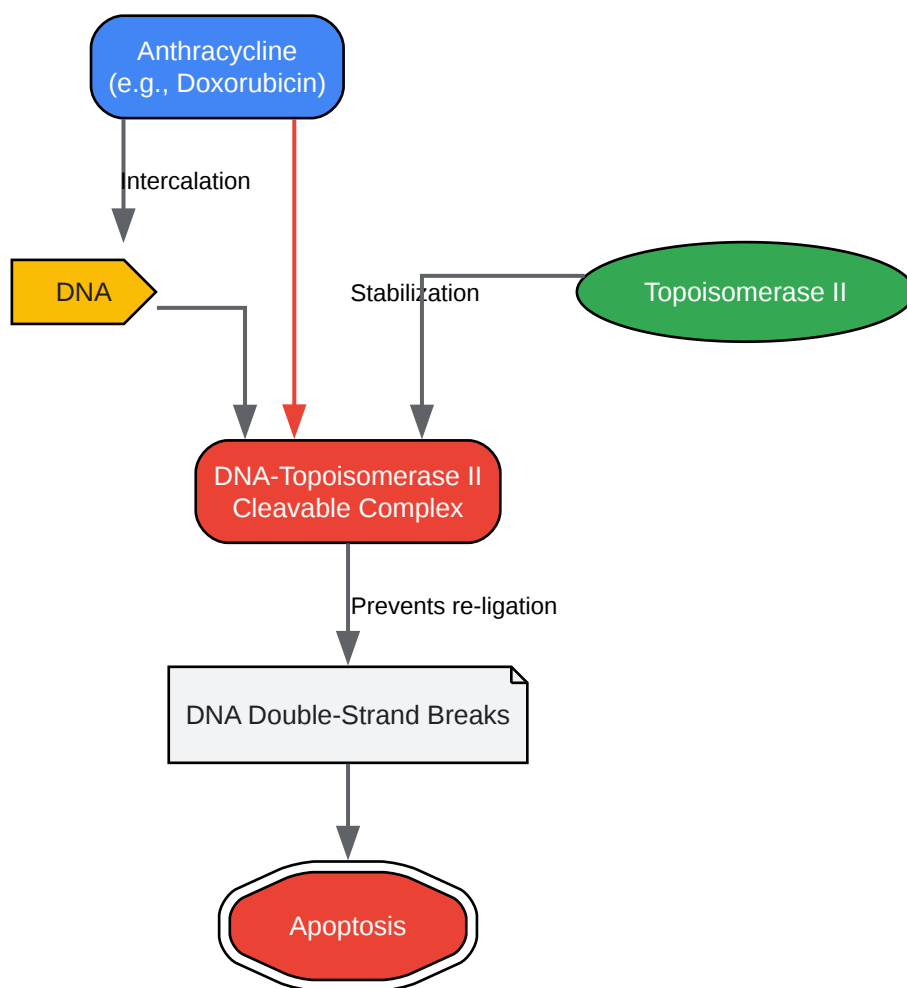 Anthracycline
(e.g., Doxorubicin)
Intercalation
DNA
Stabilization
Topoisomerase II
DNA-Topoisomerase II
Cleavable Complex
Prevents re-ligation
DNA Double-Strand Breaks
Apoptosis